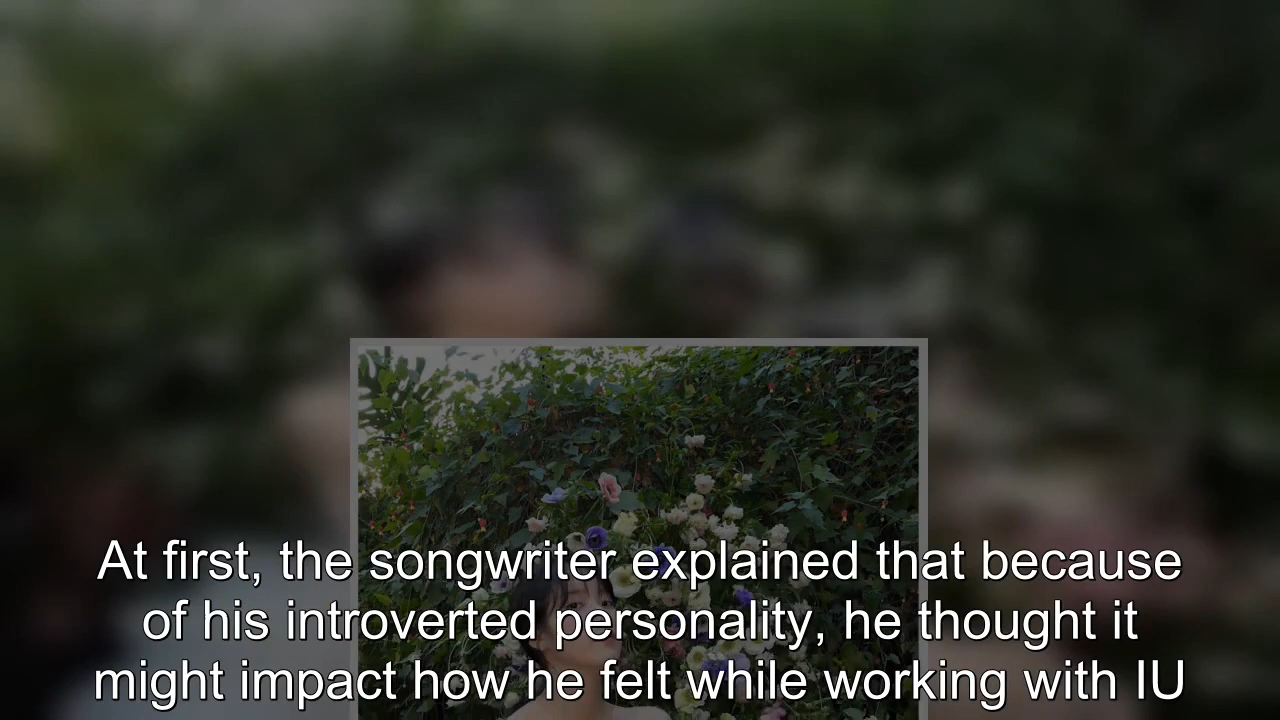 At first, the songwriter explained that because
of his introverted personality, he thought it
might impact how he felt while working with IU